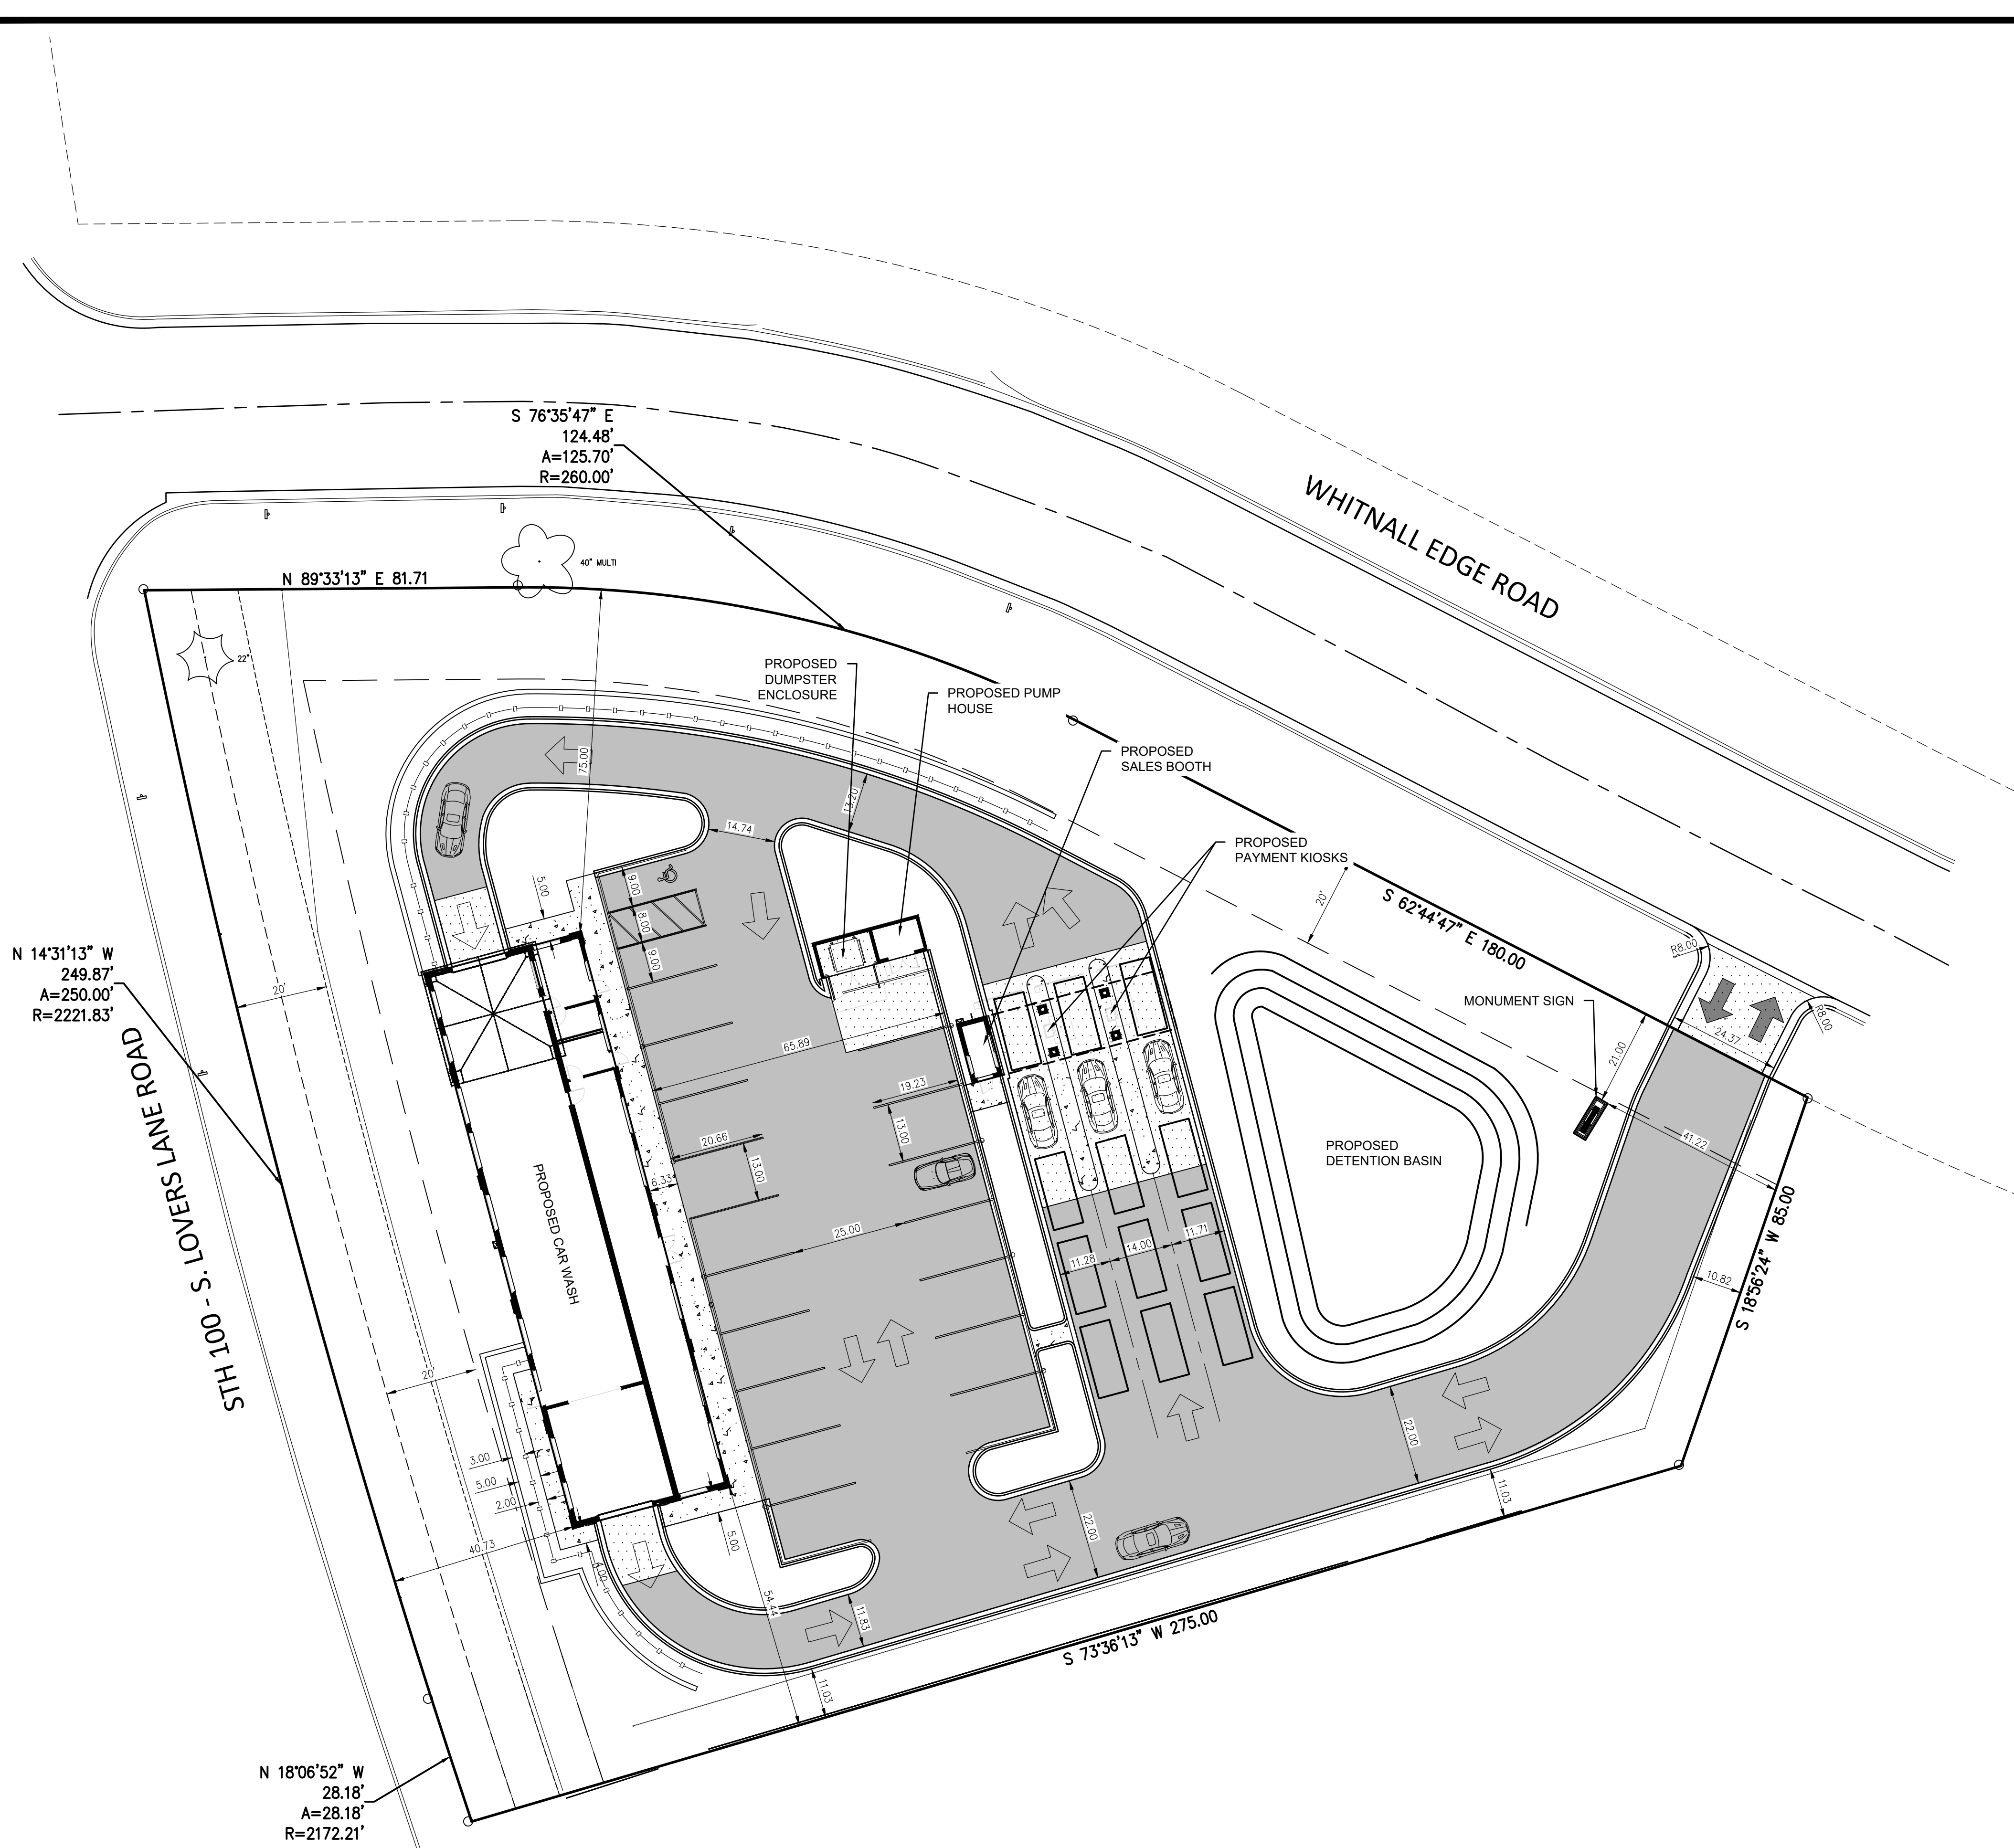 S 76°35'47" E
124.48'
A=125.70'
R=260.00'
WHITNALL EDGE ROAD
40" MULTI
N 89°33'13" E 81.71
22"
PROPOSED
DUMPSTER
ENCLOSURE
PROPOSED PUMP
HOUSE
PROPOSED
SALES BOOTH
75.00
13.20
14.74
PROPOSED
PAYMENT KIOSKS
20'
S 62°44'47" E 180.00
5.00
9.00
8.00
9.00
R8.00
MONUMENT SIGN
R8.00
24.37
21.00
N 14°31'13" W
249.87'
A=250.00'
R=2221.83'
20'
STH 100 - S. LOVERS LANE ROAD
65.89
19.23
13.00
20.66
13.00
6.33
PROPOSED CAR WASH
25.00
11.28
14.00
11.71
PROPOSED
DETENTION BASIN
41.22
S 18°56'24" W 85.00
10.82
20'
22.00
3.00
5.00
2.00
40.73
4.00
5.00
54.44
11.83
22.00
11.03
11.03
S 73°36'13" W 275.00
N 18°06'52" W
28.18'
A=28.18'
R=2172.21'